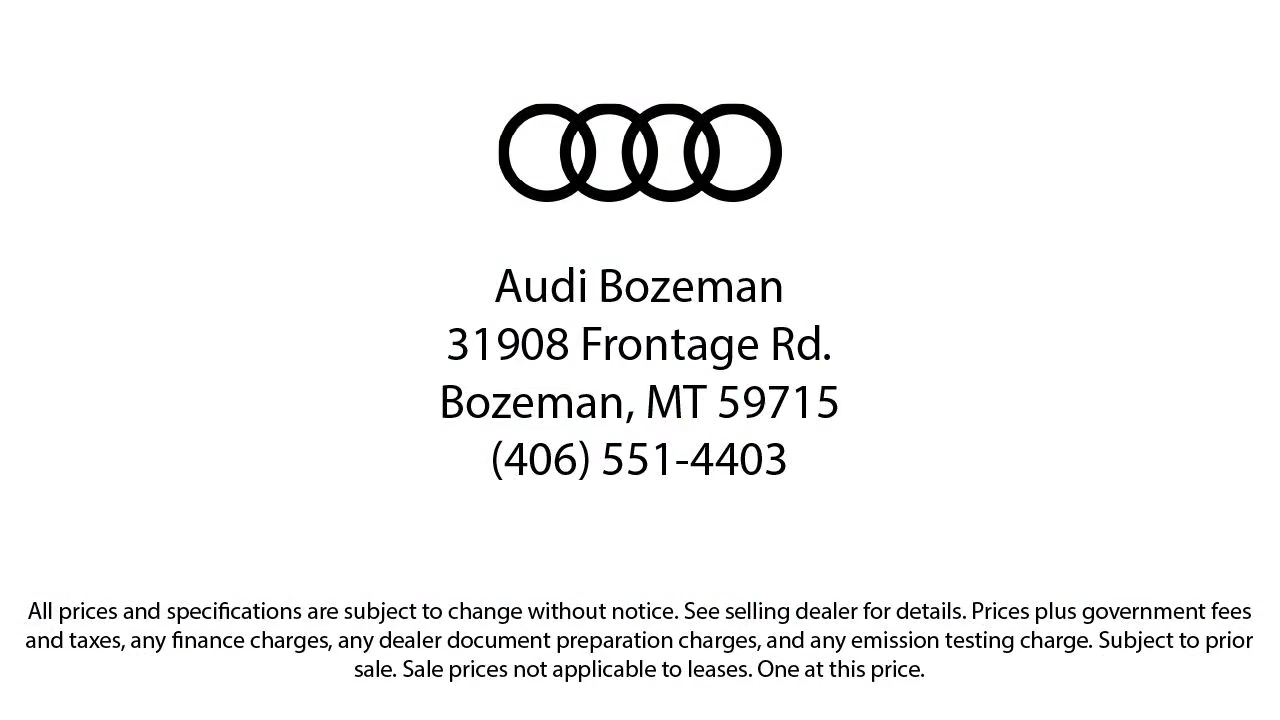 Audi Bozeman
31908 Frontage Rd.
Bozeman, MT 59715
(406) 551-4403
All prices and specifications are subject to change without notice. See selling dealer for details. Prices plus government fees
and taxes, any finance charges, any dealer document preparation charges, and any emission testing charge. Subject to prior
sale. Sale prices not applicable to leases. One at this price.